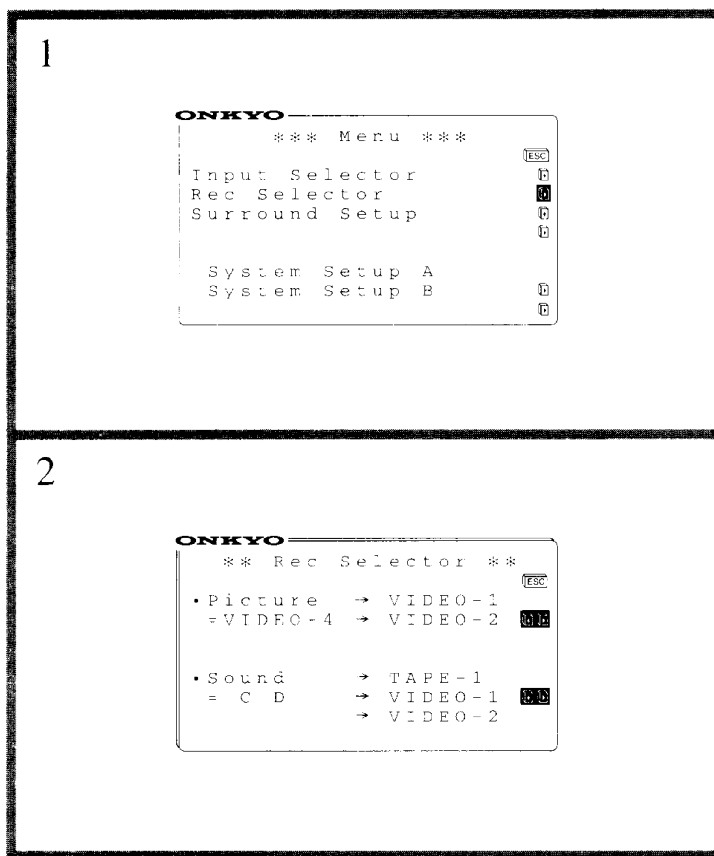 1
ONKYO
*** Menu ***
ESC
Input Selector
Rec Selector
Surround Setup
System Setup A
System Setup B
2
ONKYO
** Rec Selector **
ESC
•Picture → VIDEO-1
=VIDEO-4 → VIDEO-2
•Sound → TAPE-1
= C D → VIDEO-1
→ VIDEO-2